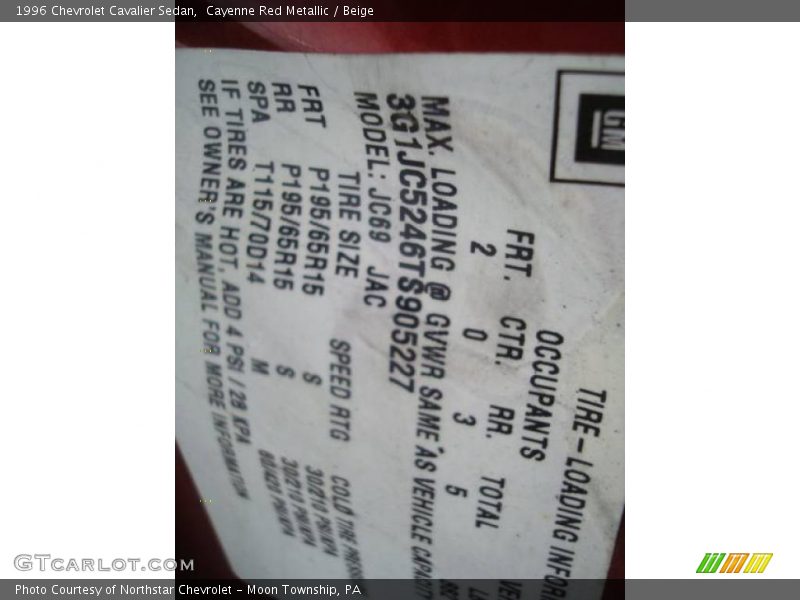 1996 Chevrolet Cavalier Sedan, Cayenne Red Metallic / Beige
GM
TIRE-LOADING
OCCUPANTS
FRT. CTR. RR. TOTAL
2 0 3 5
MAX. LOADING @ GVWR SAME AS VEHICLE
3G1JC5246TS905227
MODEL: JC69 JAC
TIRE SIZE SPEED RTG COLD TIRE
FRT P195/65R15 S
RR P195/65R15 S
SPA T115/70D14 M
IF TIRES ARE HOT, ADD 4 PSI / 28 KPA
SEE OWNER'S MANUAL FOR MORE INFORMATION
GTcarlot.com
Photo Courtesy of Northstar Chevrolet - Moon Township, PA